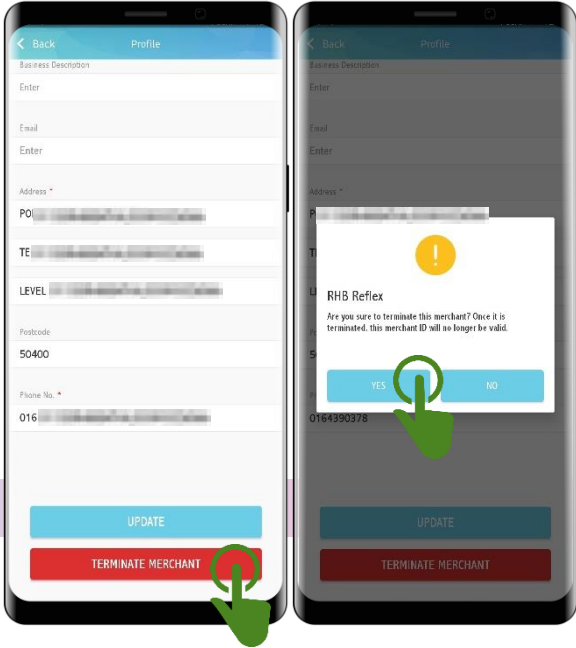 Back
Profile
Business Description
Enter
Email
Enter
Address *
PO
TE
LEVEL
Postcode
50400
Phone No. *
016
UPDATE
TERMINATE MERCHANT
Back
Profile
Business Description
Enter
Email
Enter
Address *
P
RHB Reflex
Are you sure to terminate this merchant? Once it is
terminated. this merchant ID will no longer be valid.
YES
NO
0164390378
UPDATE
TERMINATE MERCHANT